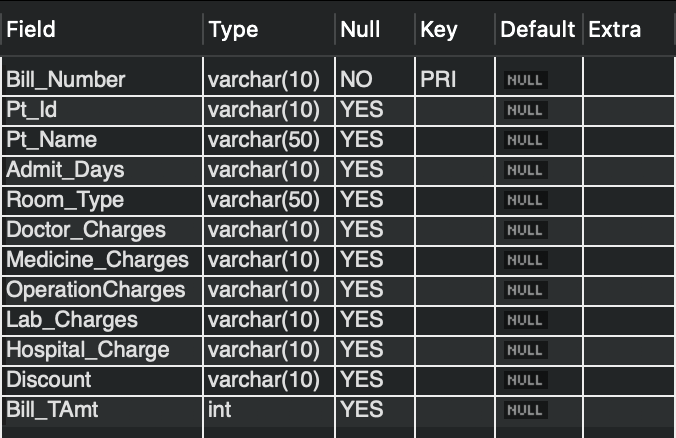 Field Type Null Key Default Extra
Bill_Number varchar(10) NO PRI NULL
Pt_Id varchar(10) YES NULL
Pt_Name varchar(50) YES NULL
Admit_Days varchar(10) YES NULL
Room_Type varchar(50) YES NULL
Doctor_Charges varchar(10) YES NULL
Medicine_Charges varchar(10) YES NULL
OperationCharges varchar(10) YES NULL
Lab_Charges varchar(10) YES NULL
Hospital_Charge varchar(10) YES NULL
Discount varchar(10) YES NULL
Bill_TAmt int YES NULL